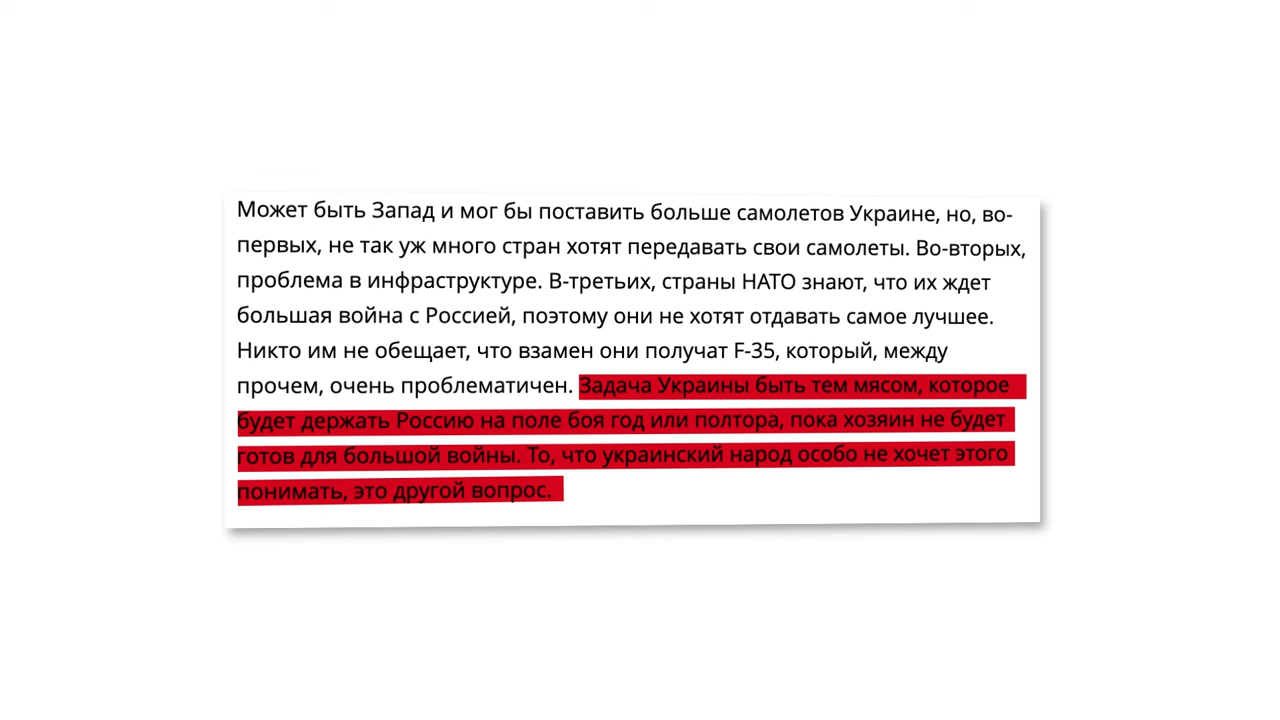 Может быть Запад и мог бы поставить больше самолетов Украине, но, во-
первых, не так уж много стран хотят передавать свои самолеты. Во-вторых,
проблема в инфраструктуре. В-третьих, страны НАТО знают, что их ждет
большая война с Россией, поэтому они не хотят отдавать самое лучшее.
Никто им не обещает, что взамен они получат F-35, который, между
прочем, очень проблематичен. Задача Украины быть тем мясом, которое
будет держать Россию на поле боя год или полтора, пока хозяин не будет
готов для большой войны. То, что украинский народ особо не хочет этого
понимать, это другой вопрос.